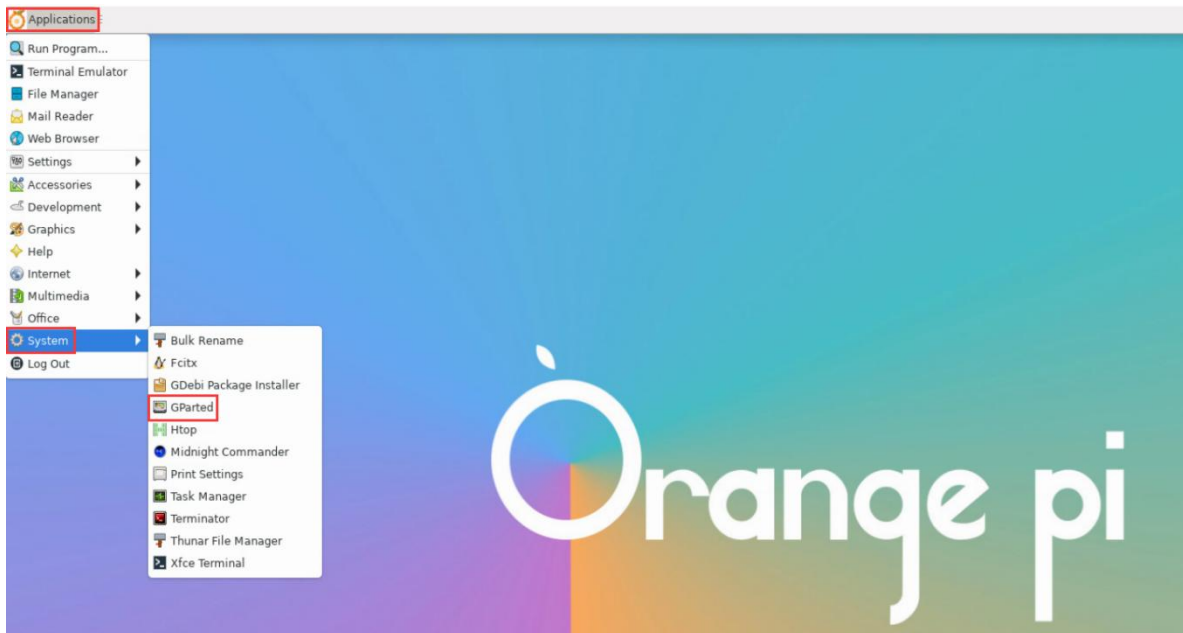 Applications
Run Program...
Terminal Emulator
File Manager
Mail Reader
Web Browser
Settings
Accessories
Development
Graphics
Help
Internet
Multimedia
Office
System
Log Out
Bulk Rename
Fcitx
GDebi Package Installer
GParted
Htop
Midnight Commander
Print Settings
Task Manager
Terminator
Thunar File Manager
Xfce Terminal
Orange pi